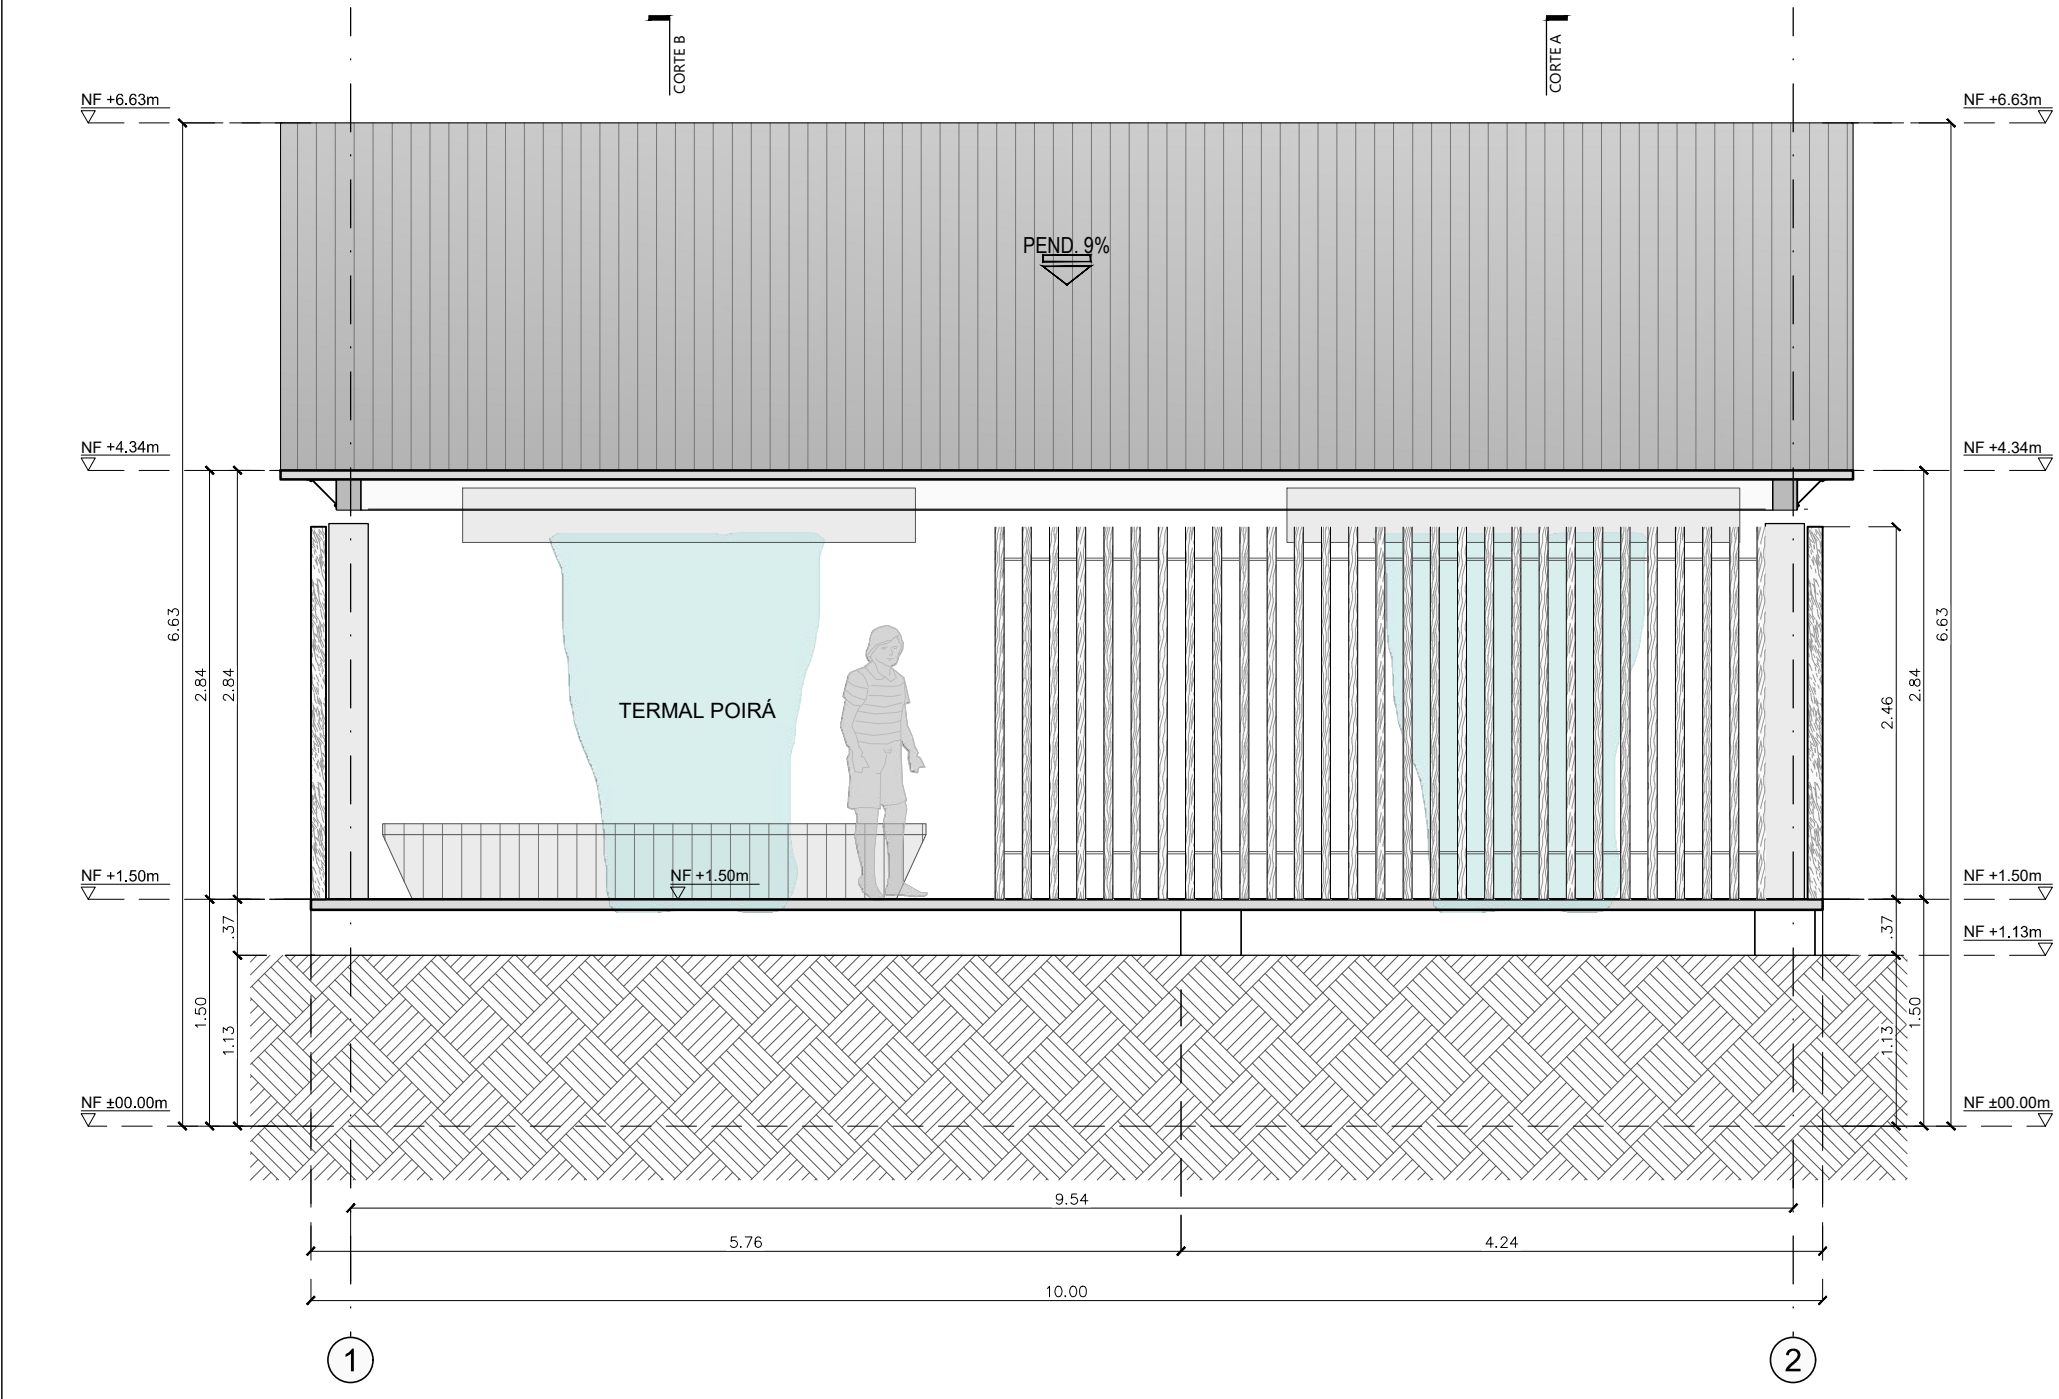 CORTE B
CORTE A
NF +6.63m
NF +6.63m
PEND. 9%
NF +4.34m
NF +4.34m
6.63
2.84
2.84
TERMAL POIRÁ
2.46
2.84
6.63
NF +1.50m
NF +1.50m
NF +1.50m
.37
.37
NF +1.13m
1.50
1.13
1.13
1.50
NF ±00.00m
NF ±00.00m
9.54
5.76
4.24
10.00
1
2